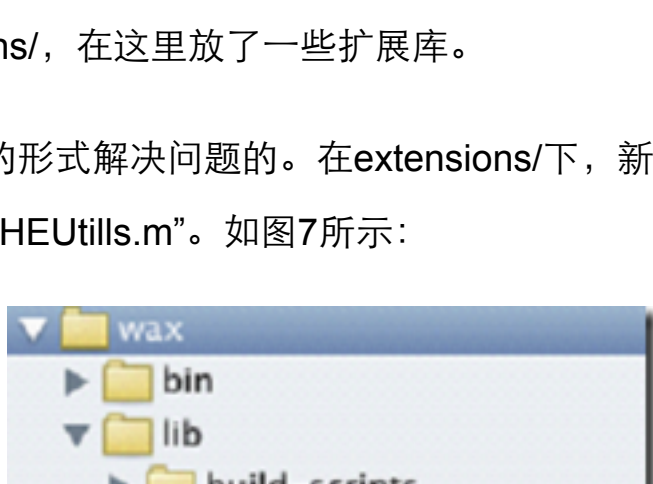 ns/，在这里放了一些扩展库。
的形式解决问题的。在extensions/下，新
HEUtills.m”。如图7所示：
wax
bin
lib
build_scripts